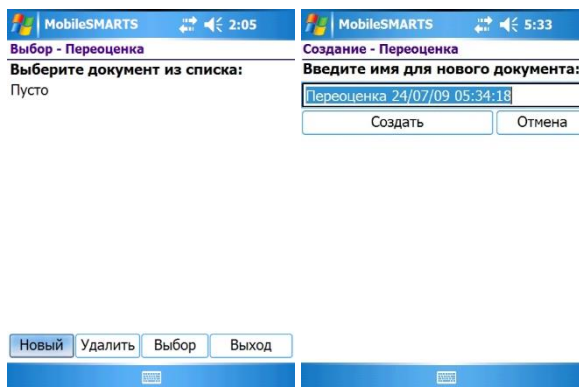 MobileSMARTS 2:05
Выбор - Переоценка
Выберите документ из списка:
Пусто
Новый Удалить Выбор Выход
MobileSMARTS 5:33
Создание - Переоценка
Введите имя для нового документа:
Переоценка 24/07/09 05:34:18
Создать Отмена